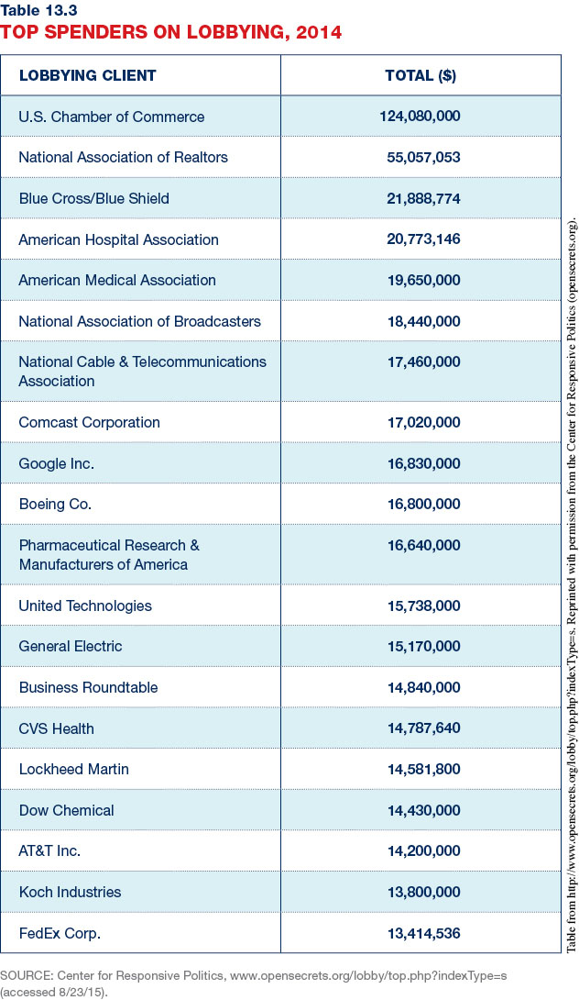 Table 13.3
TOP SPENDERS ON LOBBYING, 2014
LOBBYING CLIENT TOTAL ($)
U.S. Chamber of Commerce 124,080,000
National Association of Realtors 55,057,053
Blue Cross/Blue Shield 21,888,774
American Hospital Association 20,773,146
American Medical Association 19,650,000
National Association of Broadcasters 18,440,000
National Cable & Telecommunications 17,460,000
Association
Comcast Corporation 17,020,000
Google Inc. 16,830,000
Boeing Co. 16,800,000
Pharmaceutical Research & 16,640,000
Manufacturers of America
United Technologies 15,738,000
General Electric 15,170,000
Business Roundtable 14,840,000
CVS Health 14,787,640
Lockheed Martin 14,581,800
Dow Chemical 14,430,000
AT&T Inc. 14,200,000
Koch Industries 13,800,000
FedEx Corp. 13,414,536
SOURCE: Center for Responsive Politics, www.opensecrets.org/lobby/top.php?indexType=s
(accessed 8/23/15).
Table from http://www.opensecrets.org/lobby/top.php?indexType=s. Reprinted with permission from the Center for Responsive Politics (opensecrets.org).